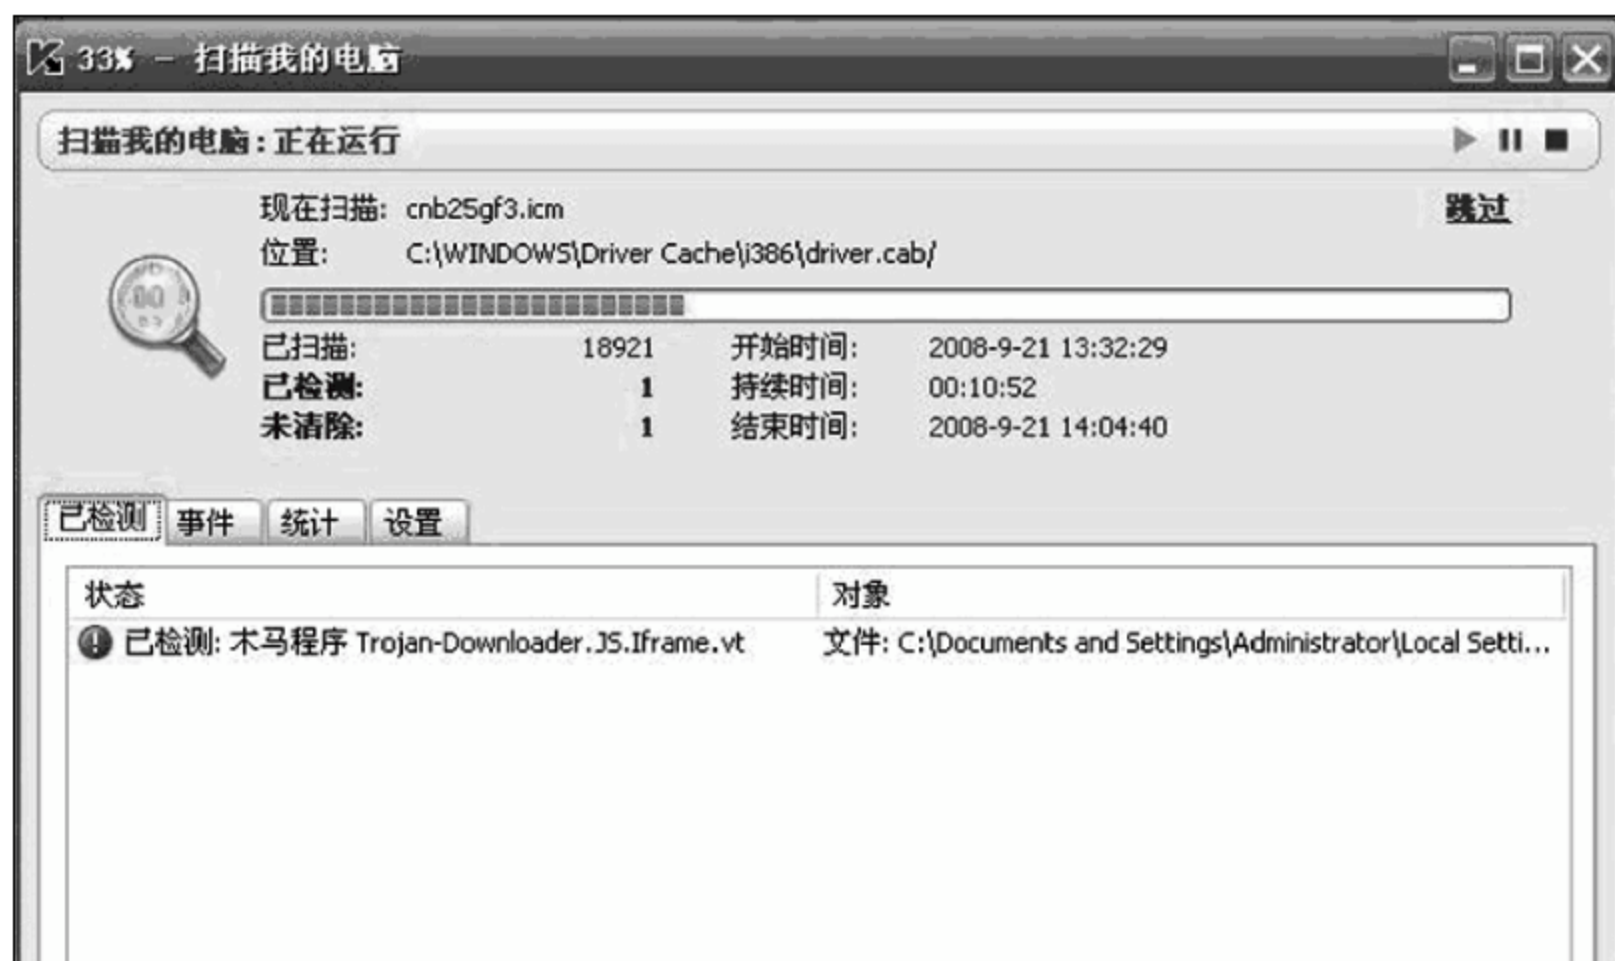 33% - 扫描我的电脑
扫描我的电脑:正在运行
现在扫描: cnb25gf3.icm 跳过
位置: C:\WINDOWS\Driver Cache\i386\driver.cab/
已扫描: 18921 开始时间: 2008-9-21 13:32:29
已检测: 1 持续时间: 00:10:52
未清除: 1 结束时间: 2008-9-21 14:04:40
已检测 事件 统计 设置
状态 对象
已检测: 木马程序 Trojan-Downloader.JS.Iframe.vt 文件: C:\Documents and Settings\Administrator\Local Setti...